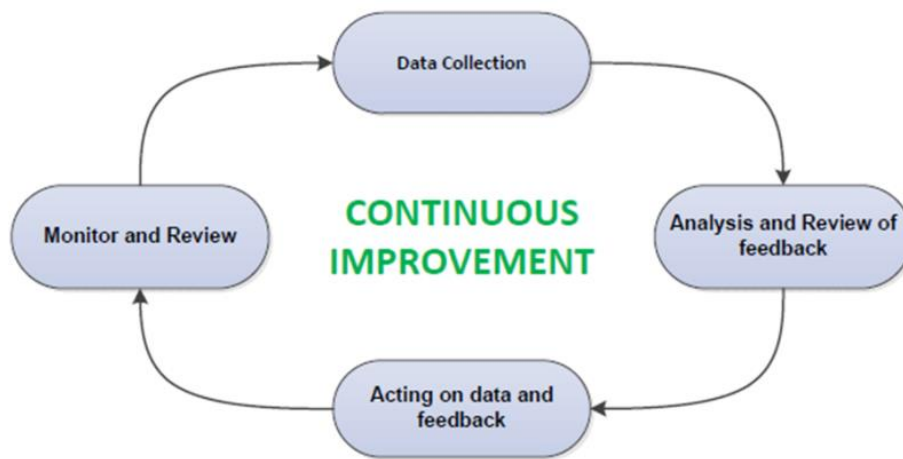 Data Collection
Monitor and Review
CONTINUOUS
IMPROVEMENT
Analysis and Review of
feedback
Acting on data and
feedback